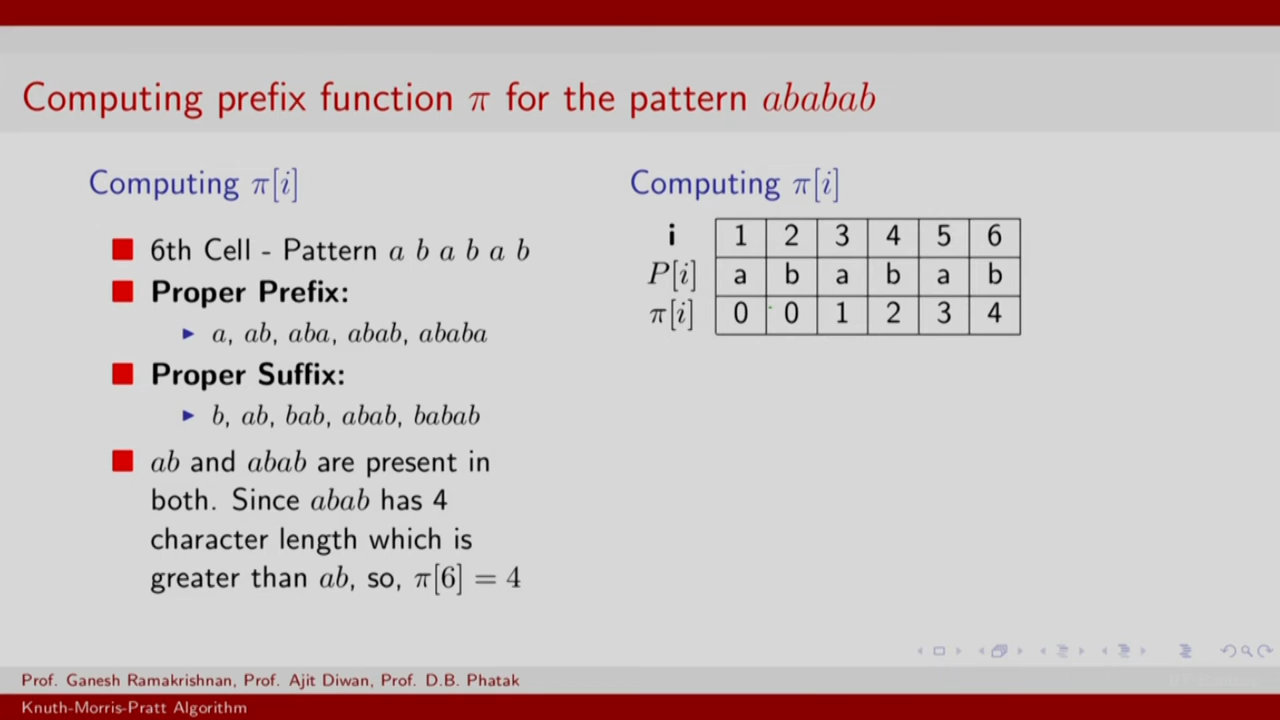 Computing prefix function π for the pattern ababab
Computing π[i]
6th Cell - Pattern a b a b a b
Proper Prefix:
a, ab, aba, abab, ababa
Proper Suffix:
b, ab, bab, abab, babab
ab and abab are present in
both. Since abab has 4
character length which is
greater than ab, so, π[6] = 4
Computing π[i]
i 1 2 3 4 5 6
P[i] a b a b a b
π[i] 0 0 1 2 3 4
Prof. Ganesh Ramakrishnan, Prof. Ajit Diwan, Prof. D.B. Phatak
Knuth-Morris-Pratt Algorithm